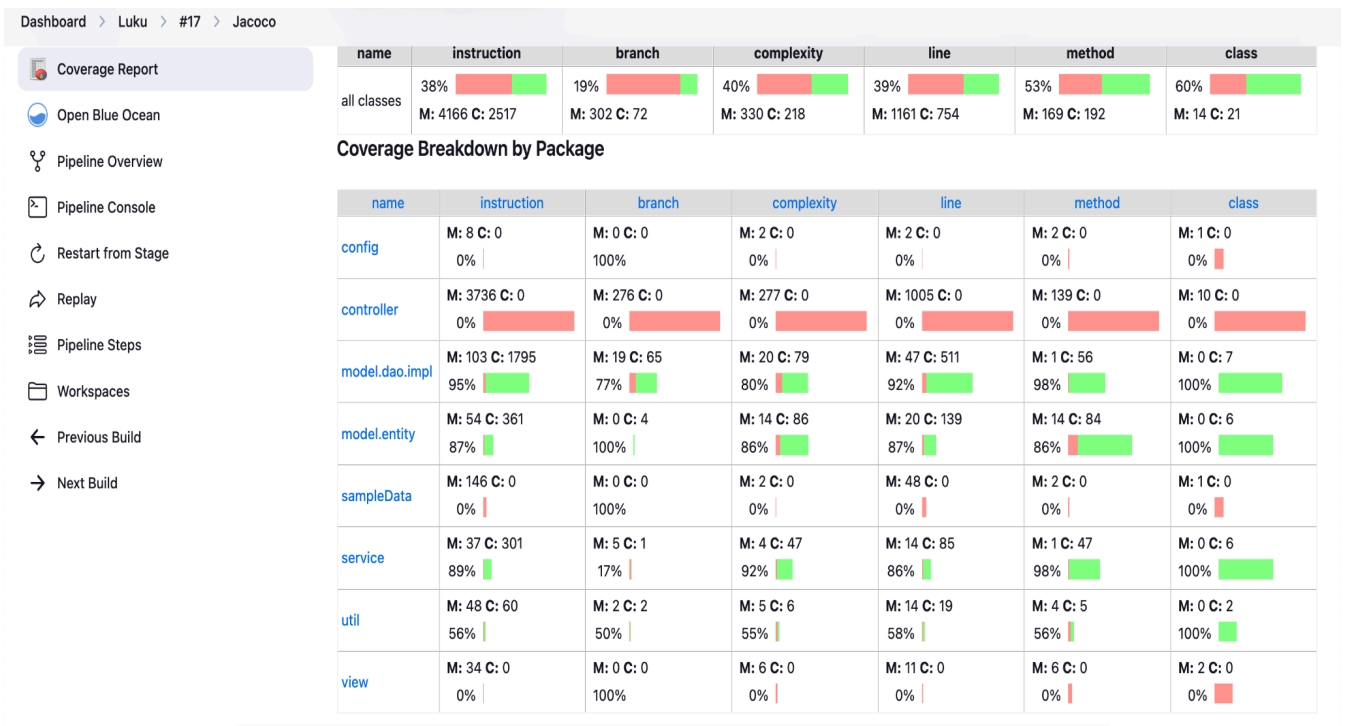 Dashboard > Luku > #17 > Jacoco
Coverage Report
Open Blue Ocean
Pipeline Overview
Pipeline Console
Restart from Stage
Replay
Pipeline Steps
Workspaces
Previous Build
Next Build
name instruction branch complexity line method class
all classes
38% 19% 40% 39% 53% 60%
M: 4166 C: 2517 M: 302 C: 72 M: 330 C: 218 M: 1161 C: 754 M: 169 C: 192 M: 14 C: 21
Coverage Breakdown by Package
name instruction branch complexity line method class
config
M: 8 C: 0 M: 0 C: 0 M: 2 C: 0 M: 2 C: 0 M: 2 C: 0 M: 1 C: 0
0% 100% 0% 0% 0% 0%
controller
M: 3736 C: 0 M: 276 C: 0 M: 277 C: 0 M: 1005 C: 0 M: 139 C: 0 M: 10 C: 0
0% 0% 0% 0% 0% 0%
model.dao.impl
M: 103 C: 1795 M: 19 C: 65 M: 20 C: 79 M: 47 C: 511 M: 1 C: 56 M: 0 C: 7
95% 77% 80% 92% 98% 100%
model.entity
M: 54 C: 361 M: 0 C: 4 M: 14 C: 86 M: 20 C: 139 M: 14 C: 84 M: 0 C: 6
87% 100% 86% 87% 86% 100%
sampleData
M: 146 C: 0 M: 0 C: 0 M: 2 C: 0 M: 48 C: 0 M: 2 C: 0 M: 1 C: 0
0% 100% 0% 0% 0% 0%
service
M: 37 C: 301 M: 5 C: 1 M: 4 C: 47 M: 14 C: 85 M: 1 C: 47 M: 0 C: 6
89% 17% 92% 86% 98% 100%
util
M: 48 C: 60 M: 2 C: 2 M: 5 C: 6 M: 14 C: 19 M: 4 C: 5 M: 0 C: 2
56% 50% 55% 58% 56% 100%
view
M: 34 C: 0 M: 0 C: 0 M: 6 C: 0 M: 11 C: 0 M: 6 C: 0 M: 2 C: 0
0% 100% 0% 0% 0% 0%